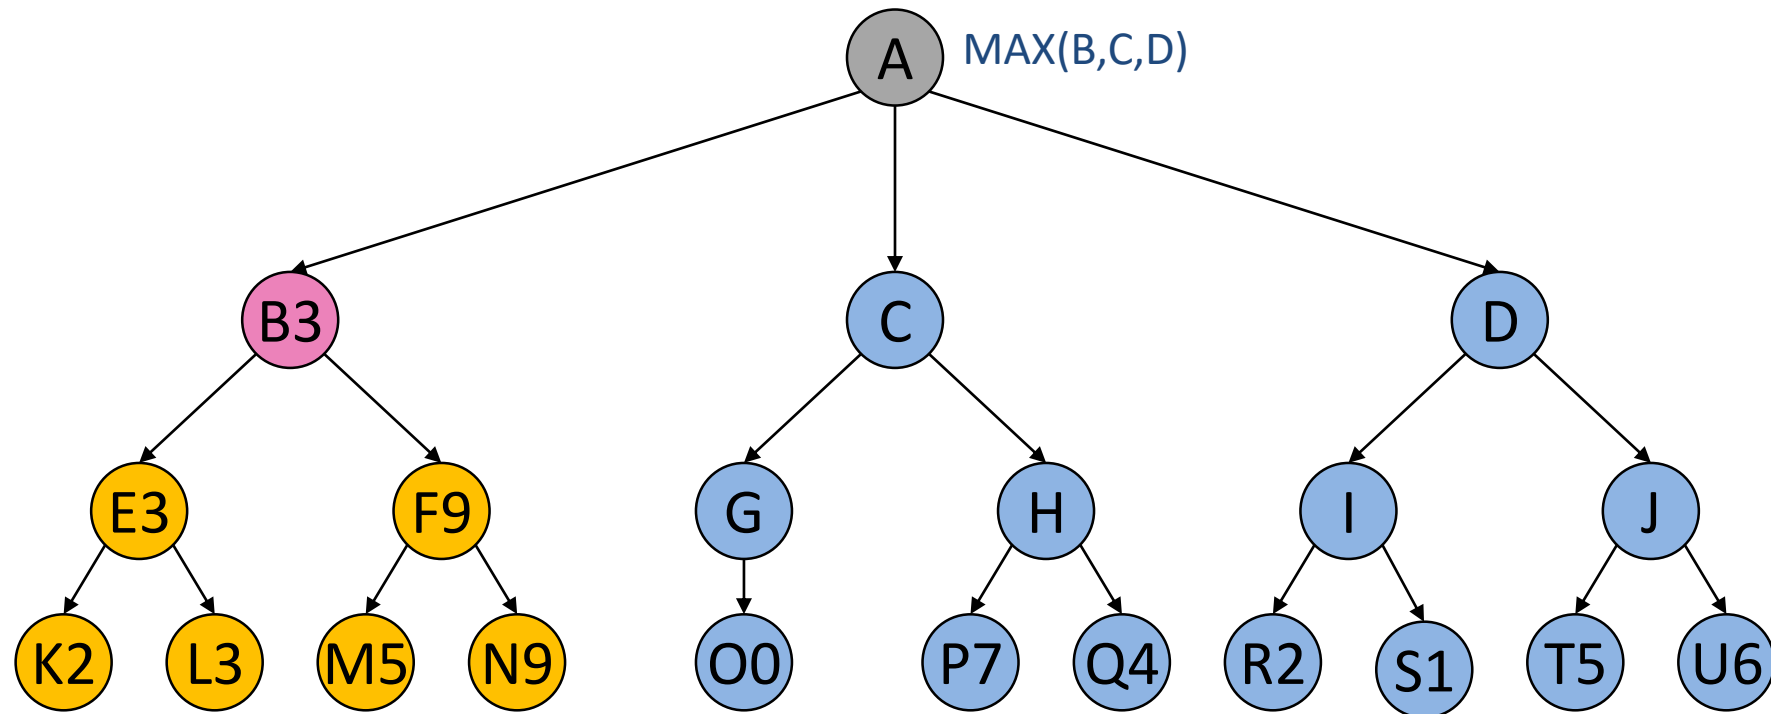 A MAX(B,C,D)
B3 C D
E3 F9 G H I J
K2 L3 M5 N9 O0 P7 Q4 R2 S1 T5 U6